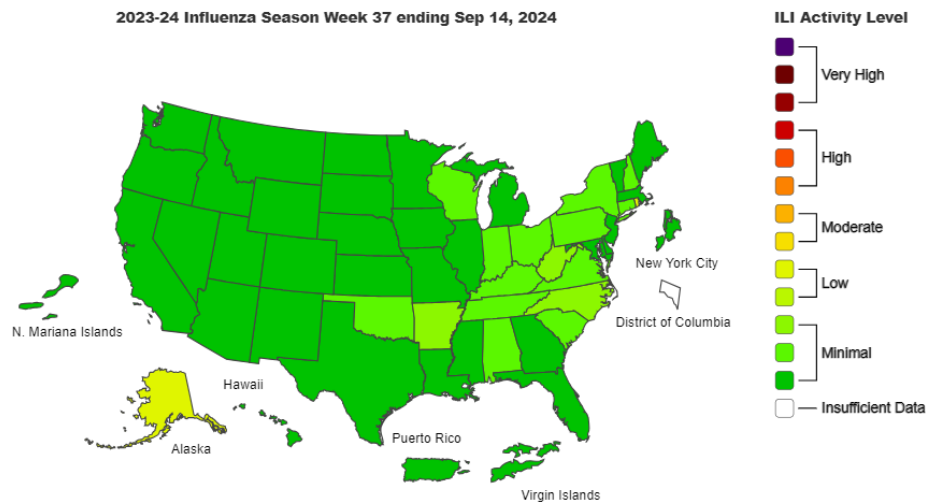 2023-24 Influenza Season Week 37 ending Sep 14, 2024
ILI Activity Level
Very High
High
Moderate
Low
Minimal
Insufficient Data
New York City
District of Columbia
N. Mariana Islands
Hawaii
Alaska
Puerto Rico
Virgin Islands